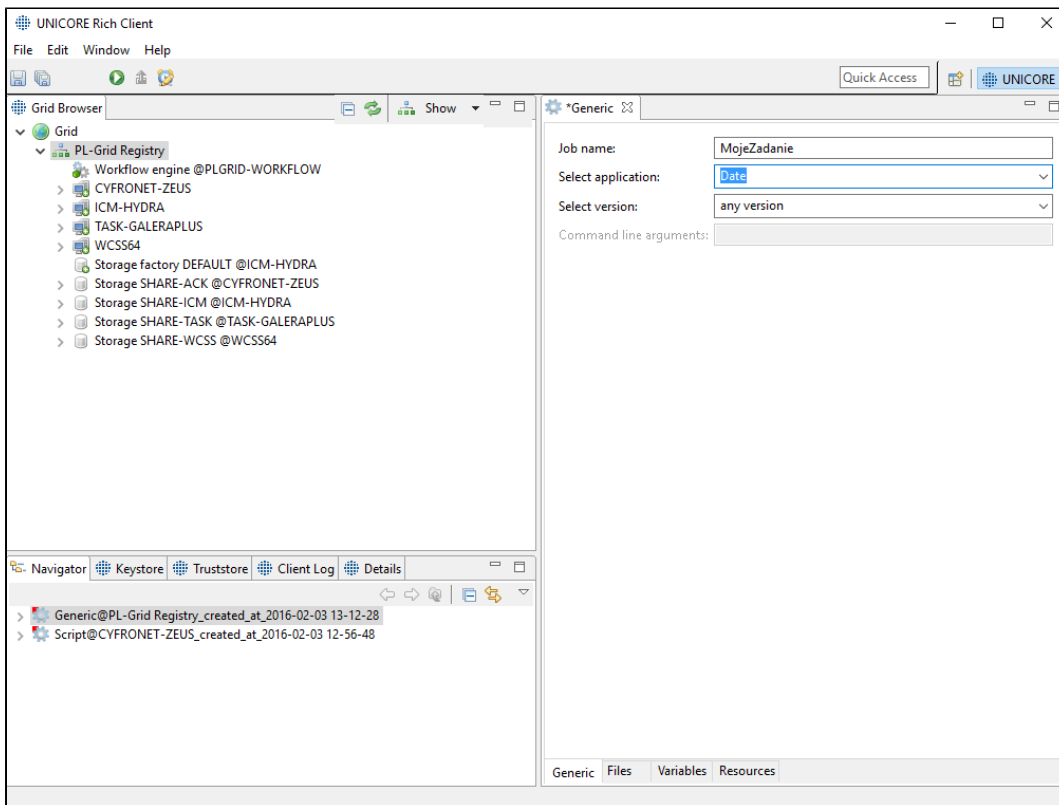 UNICORE Rich Client
File Edit Window Help
Quick Access
UNICORE
Grid Browser
Show
Grid
PL-Grid Registry
Workflow engine @PLGRID-WORKFLOW
CYFRONET-ZEUS
ICM-HYDRA
TASK-GALERAPLUS
WCSS64
Storage factory DEFAULT @ICM-HYDRA
Storage SHARE-ACK @CYFRONET-ZEUS
Storage SHARE-ICM @ICM-HYDRA
Storage SHARE-TASK @TASK-GALERAPLUS
Storage SHARE-WCSS @WCSS64
Navigator Keystore Truststore Client Log Details
Generic@PL-Grid Registry_created_at_2016-02-03 13-12-28
Script@CYFRONET-ZEUS_created_at_2016-02-03 12-56-48
*Generic
Job name: MojeZadanie
Select application: Date
Select version: any version
Command line arguments:
Generic Files Variables Resources